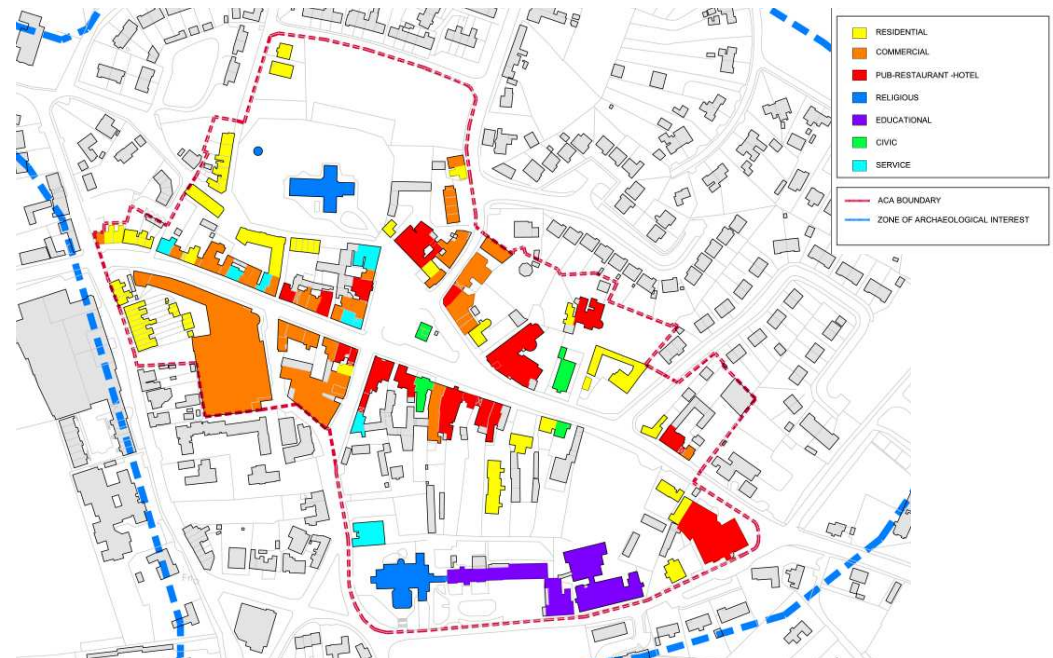 RESIDENTIAL
COMMERCIAL
PUB-RESTAURANT -HOTEL
RELIGIOUS
EDUCATIONAL
CIVIC
SERVICE
ACA BOUNDARY
ZONE OF ARCHAEOLOGICAL INTEREST